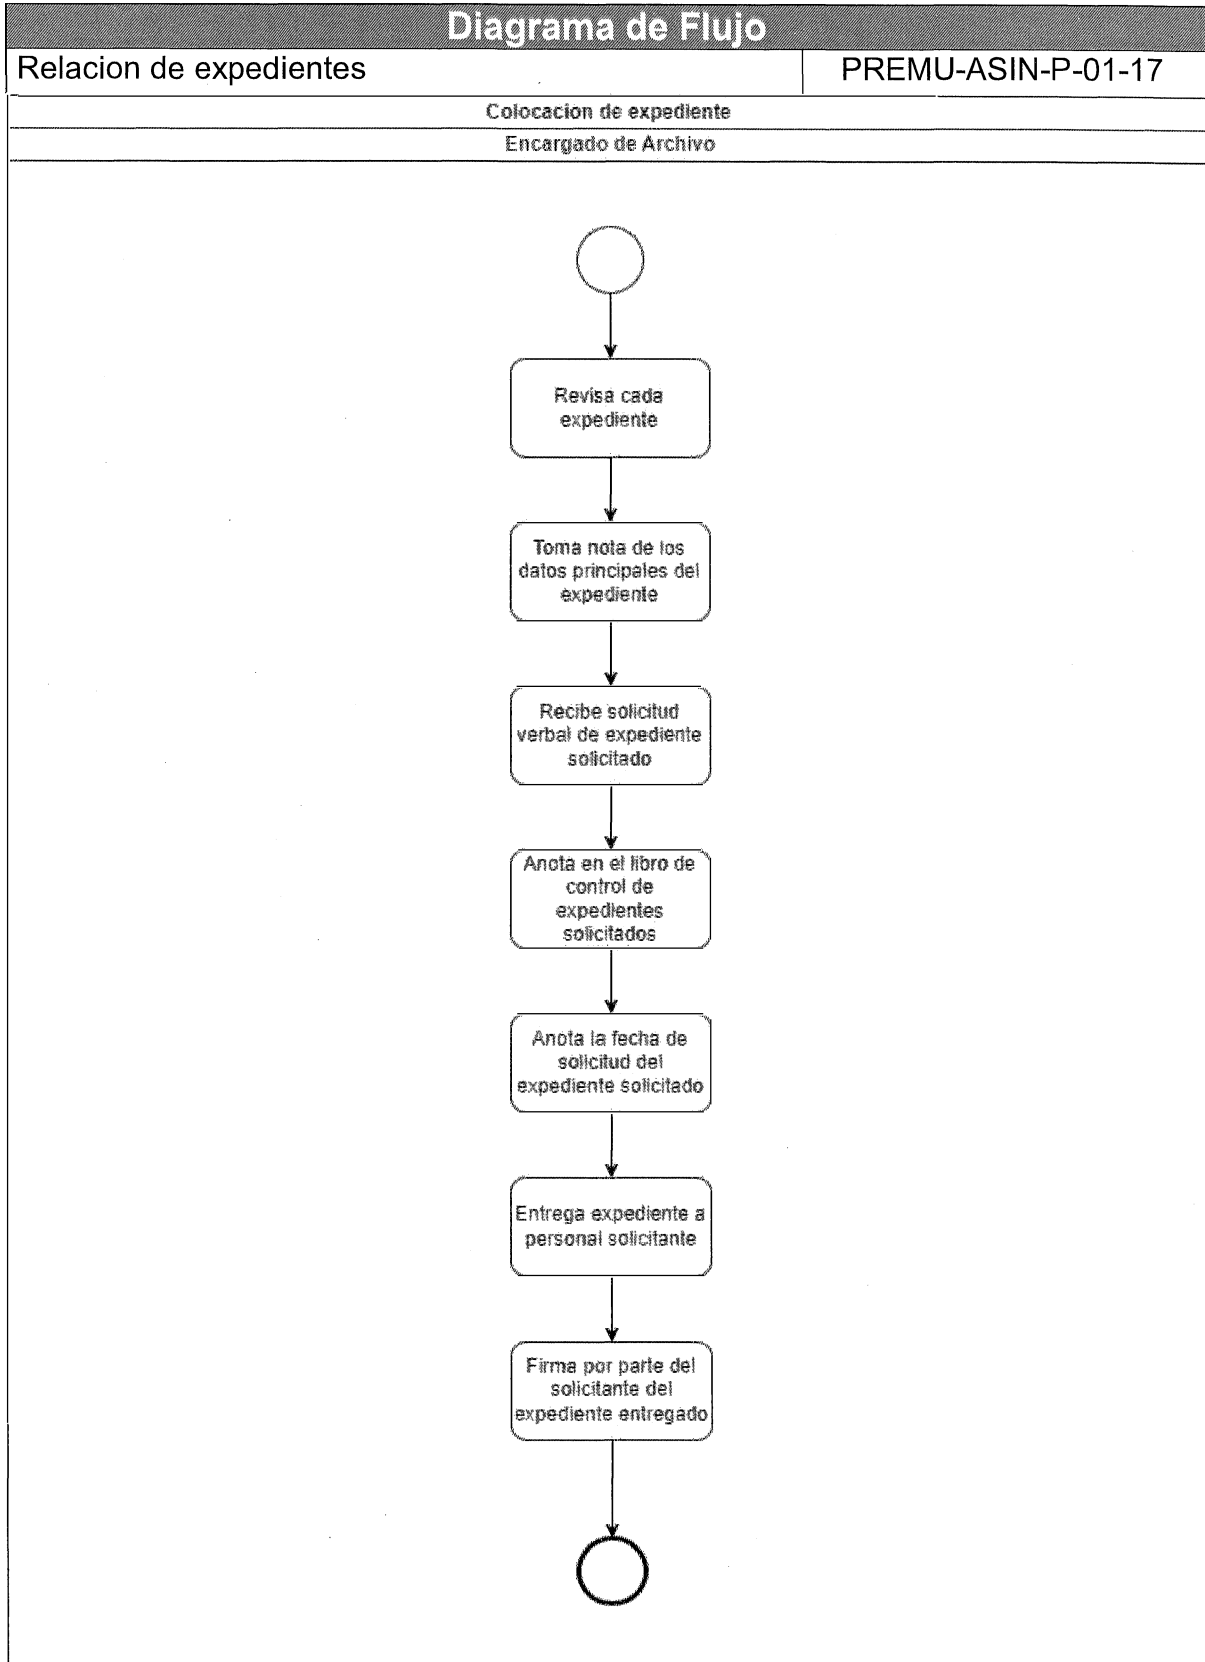 Diagrama de Flujo
Relacion de expedientes
PREMU-ASIN-P-01-17
Colocacion de expediente
Encargado de Archivo
Revisa cada
expediente
Toma nota de los
datos principales del
expediente
Recibe solicitud
verbal de expediente
solicitado
Anota en el libro de
control de
expedientes
solicitados
Anota la fecha de
solicitud del
expediente solicitado
Entrega expediente a
personal solicitante
Firma por parte del
solicitante del
expediente entregado